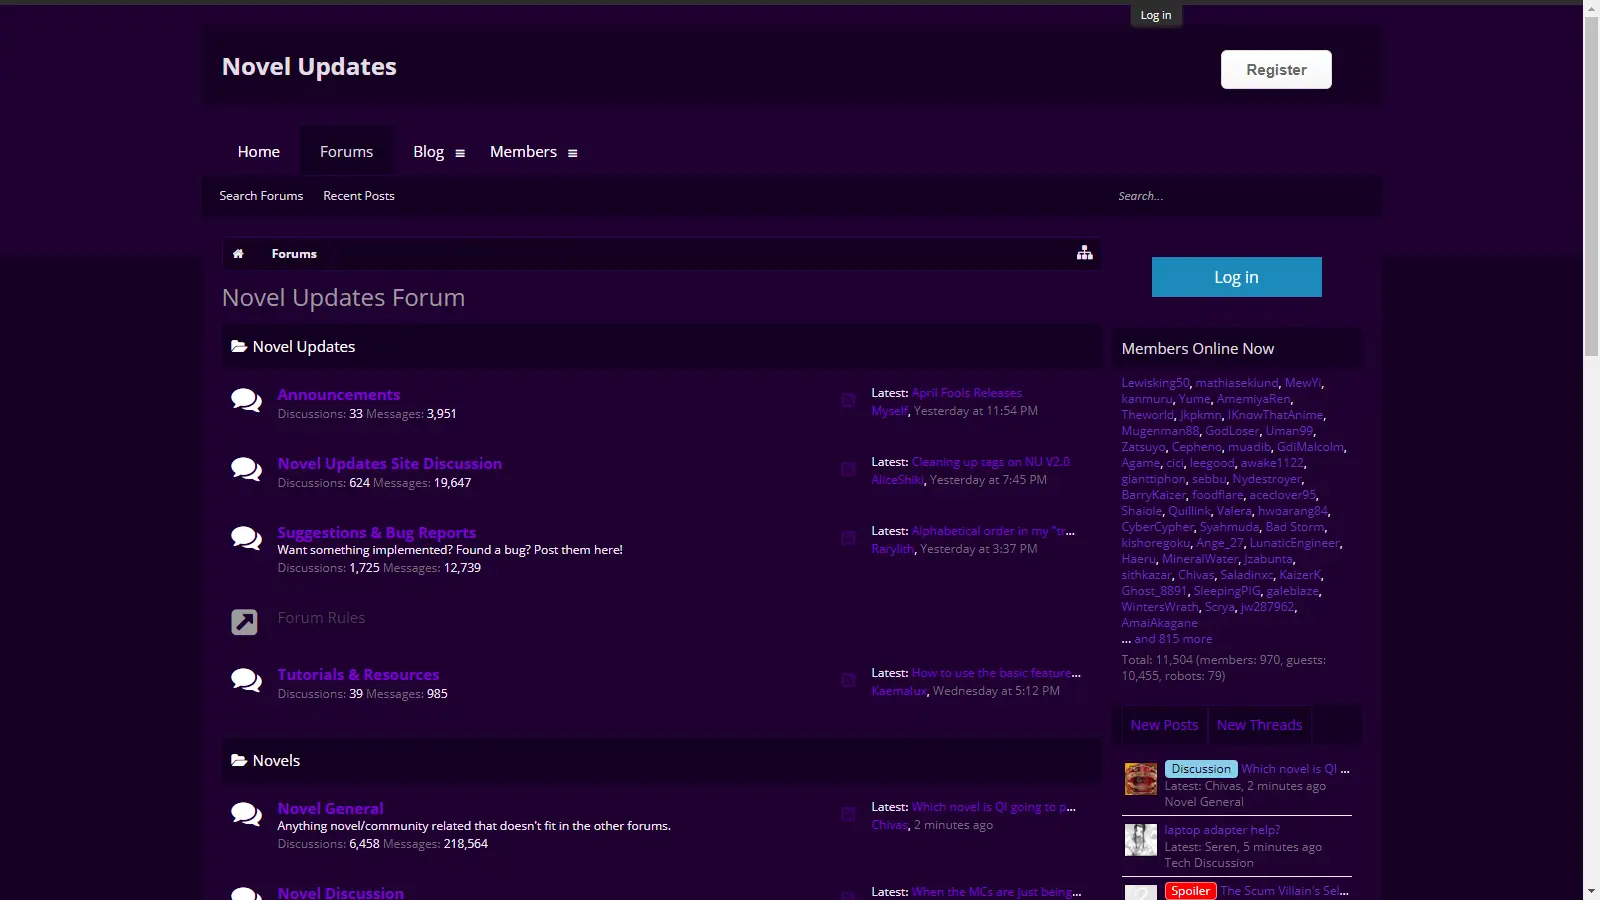 Log in
Novel Updates
Register
Home
Forums
Blog
Members
Search Forums
Recent Posts
Search...
Forums
Log in
Novel Updates Forum
Novel Updates
Announcements
Discussions: 33 Messages: 3,951
Latest: April Fools Releases
Myself, Yesterday at 11:54 PM
Novel Updates Site Discussion
Discussions: 624 Messages: 19,647
Latest: Cleaning up tags on NU V2.0
AliceShiki, Yesterday at 7:45 PM
Suggestions & Bug Reports
Want something implemented? Found a bug? Post them here!
Discussions: 1,725 Messages: 12,739
Latest: Alphabetical order in my "tr...
Rarylith, Yesterday at 3:37 PM
Forum Rules
Tutorials & Resources
Discussions: 39 Messages: 985
Latest: How to use the basic feature...
Kaemalux, Wednesday at 5:12 PM
Novels
Novel General
Anything novel/community related that doesn't fit in the other forums.
Discussions: 6,458 Messages: 218,564
Latest: Which novel is QI going to p...
Chivas, 2 minutes ago
Novel Discussion
Latest: When the MCs are just being...
Members Online Now
Lewisking50, mathiaseklund, MewYi,
kanmuru, Yume, AmemiyaRen,
Theworld, Jkpkmn, IKnowThatAnime,
Mugenman88, GodLoser, Uman99,
Zatsuyo, Cepheno, muadib, GdiMalcolm,
Agame, cici, leegood, awake1122,
gianttiphon, sebbu, Nydestroyer,
BarryKaizer, foodflare, aceclover95,
Shaiole, Quillink, Valera, hwoarang84,
CyberCypher, Syahmuda, Bad Storm,
kishoregoku, Ange_27, LunaticEngineer,
Haeru, MineralWater, Jzabunta,
sithkazar, Chivas, Saladinxc, KaizerK,
Ghost_8891, SleepingPIG, galeblaze,
WintersWrath, Scrya, jw287962,
AmaiAkagane
... and 815 more
Total: 11,504 (members: 970, guests:
10,455, robots: 79)
New Posts
New Threads
Discussion Which novel is QI ...
Latest: Chivas, 2 minutes ago
Novel General
laptop adapter help?
Latest: Seren, 5 minutes ago
Tech Discussion
Spoiler The Scum Villain's Sel...